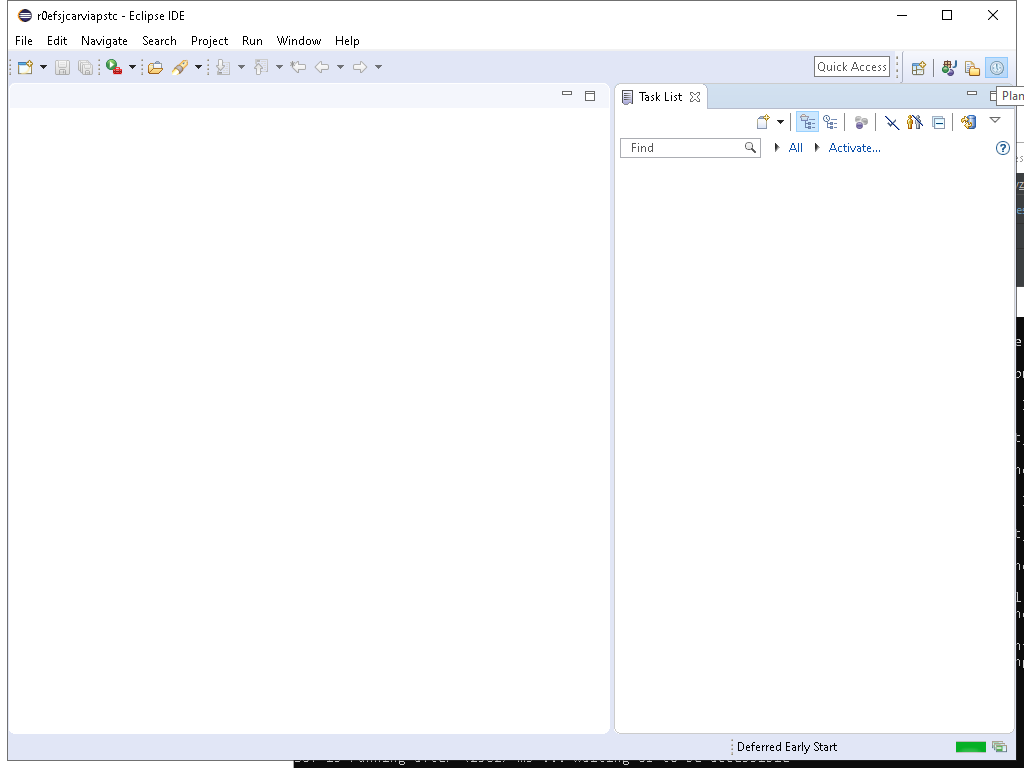 r0efsjcarviapstc - Eclipse IDE
File Edit Navigate Search Project Run Window Help
Quick Access
Plan
Task List
Find All Activate...
Deferred Early Start